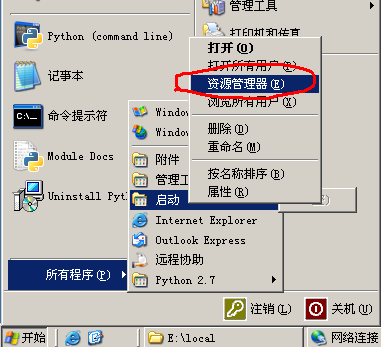 管理工具
打印机和传真
Python (command line)
记事本
命令提示符
Module Docs
Uninstall Pyt
所有程序(P)
Window
Window
附件
管理工
启动
Internet Explorer
Outlook Express
远程协助
Python 2.7
打开(O)
打开所有用户(P)
资源管理器(E)
浏览所有用户(X)
删除(D)
重命名(M)
按名称排序(B)
属性(R)
注销(L)
关机(U)
开始
E:\local
网络连接